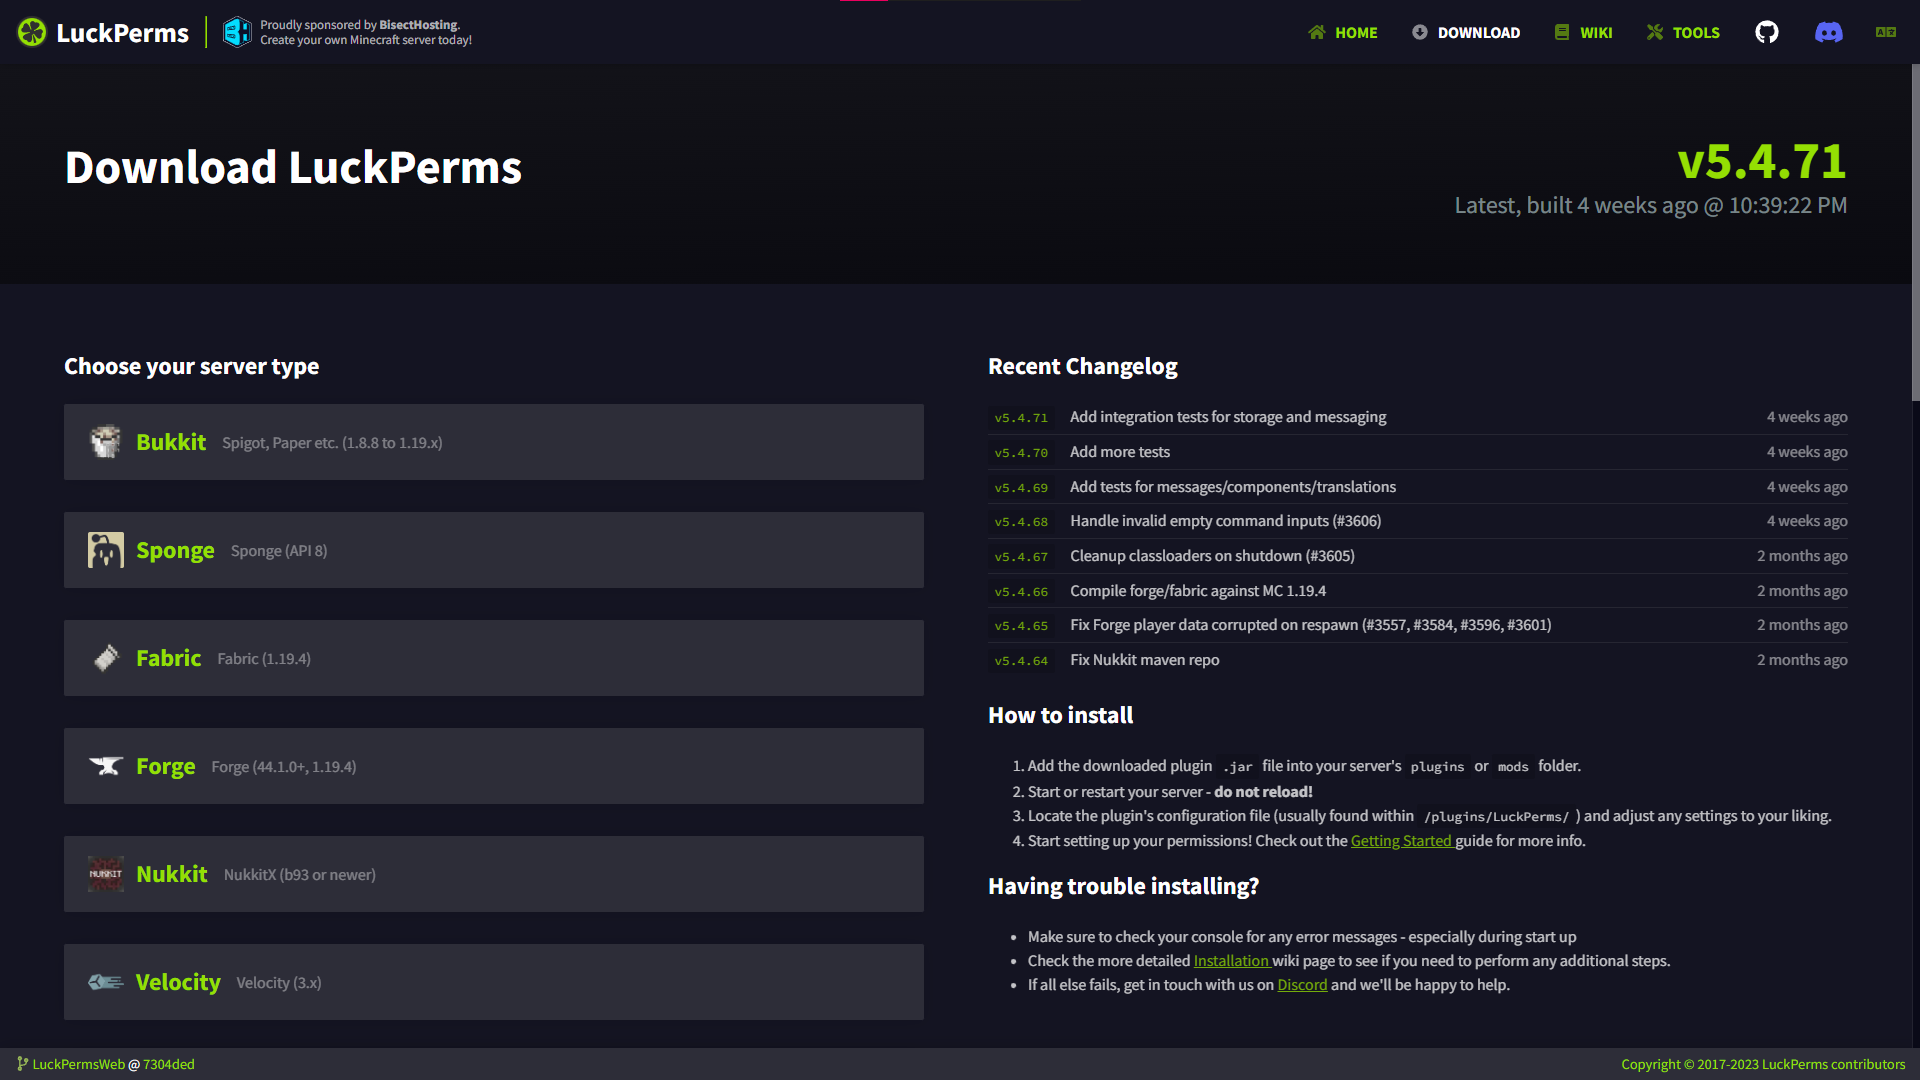 LuckPerms
Proudly sponsored by BisectHosting.
Create your own Minecraft server today!
HOME
DOWNLOAD
WIKI
TOOLS
Download LuckPerms
v5.4.71
Latest, built 4 weeks ago @ 10:39:22 PM
Choose your server type
Bukkit Spigot, Paper etc. (1.8.8 to 1.19.x)
Sponge Sponge (API 8)
Fabric Fabric (1.19.4)
Forge Forge (44.1.0+, 1.19.4)
NUKKIT
Nukkit NukkitX (b93 or newer)
Velocity Velocity (3.x)
Recent Changelog
v5.4.71 Add integration tests for storage and messaging 4 weeks ago
v5.4.70 Add more tests 4 weeks ago
v5.4.69 Add tests for messages/components/translations 4 weeks ago
v5.4.68 Handle invalid empty command inputs (#3606) 4 weeks ago
v5.4.67 Cleanup classloaders on shutdown (#3605) 2 months ago
v5.4.66 Compile forge/fabric against MC 1.19.4 2 months ago
v5.4.65 Fix Forge player data corrupted on respawn (#3557, #3584, #3596, #3601) 2 months ago
v5.4.64 Fix Nukkit maven repo 2 months ago
How to install
1. Add the downloaded plugin .jar file into your server's plugins or mods folder.
2. Start or restart your server - do not reload!
3. Locate the plugin's configuration file (usually found within /plugins/LuckPerms/ ) and adjust any settings to your liking.
4. Start setting up your permissions! Check out the Getting Started guide for more info.
Having trouble installing?
• Make sure to check your console for any error messages - especially during start up
• Check the more detailed Installation wiki page to see if you need to perform any additional steps.
• If all else fails, get in touch with us on Discord and we'll be happy to help.
LuckPermsWeb @ 7304ded
Copyright © 2017-2023 LuckPerms contributors